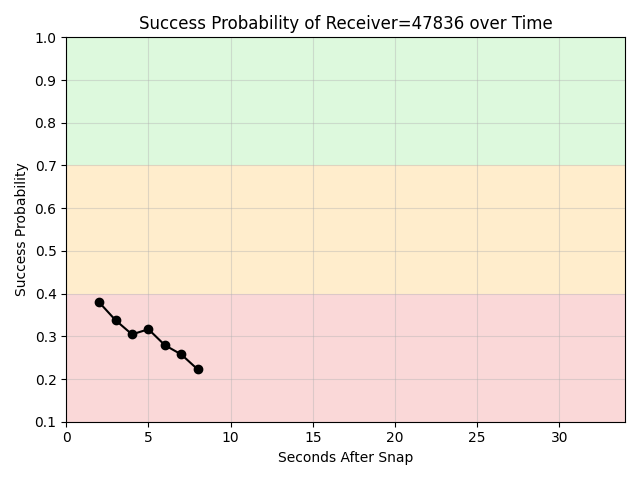 Success Probability of Receiver=47836 over Time
1.0
0.9
0.8
0.7
0.6
0.5
0.4
0.3
0.2
0.1
Success Probability
0 5 10 15 20 25 30
Seconds After Snap